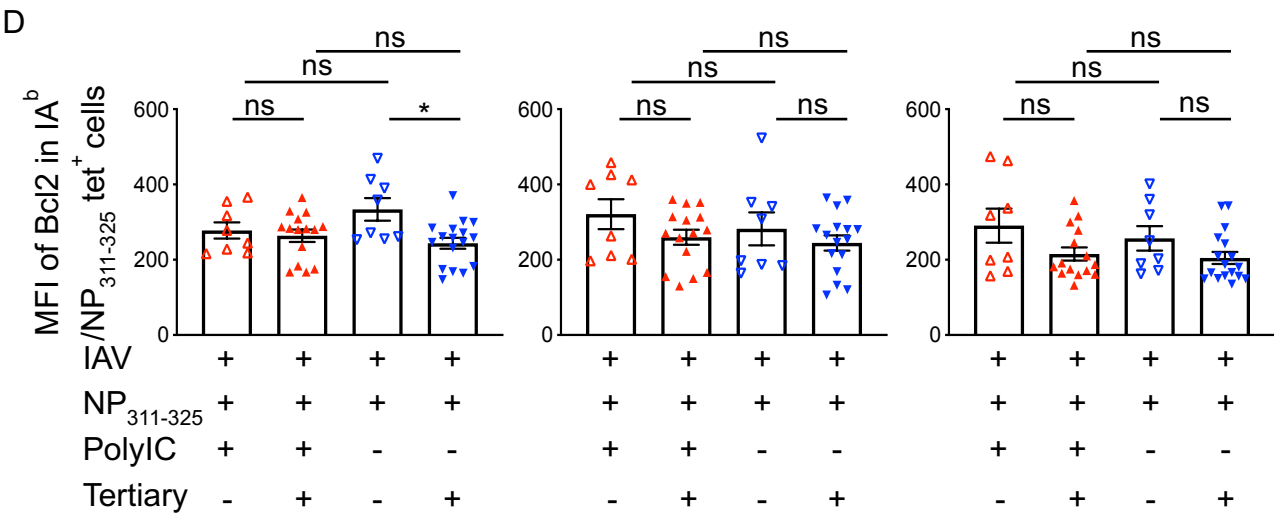 D
ns ns ns
ns ns ns
ns * ns ns ns ns
MFI of Bcl2 in IAᵇ
/NP₃₁₁₋₃₂₅ tet⁺ cells
600 600 600
400 400 400
200 200 200
0 0 0
IAV + + + + + + + + + + + +
NP₃₁₁₋₃₂₅ + + + + + + + + + + + +
PolyIC + + - - + + - - + + - -
Tertiary - + - + - + - + - + - +